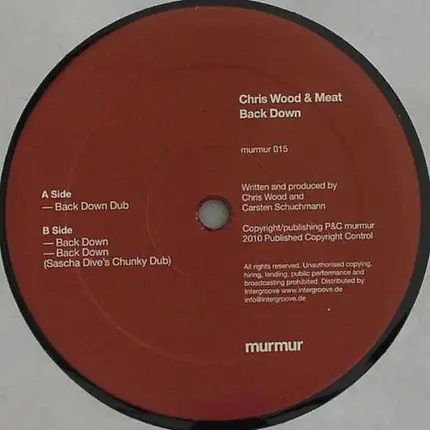 Chris Wood & Meat
Back Down
murmur 015
A Side
— Back Down Dub
B Side
— Back Down
— Back Down
(Sascha Dive's Chunky Dub)
Written and produced by
Chris Wood and
Carsten Schuchmann
Copyright/publishing P&C murmur
2010 Published Copyright Control
All rights reserved. Unauthorised copying,
hiring, lending, public performance and
broadcasting prohibited. Distributed by
Intergroove www.intergroove.de
info@intergroove.de
murmur